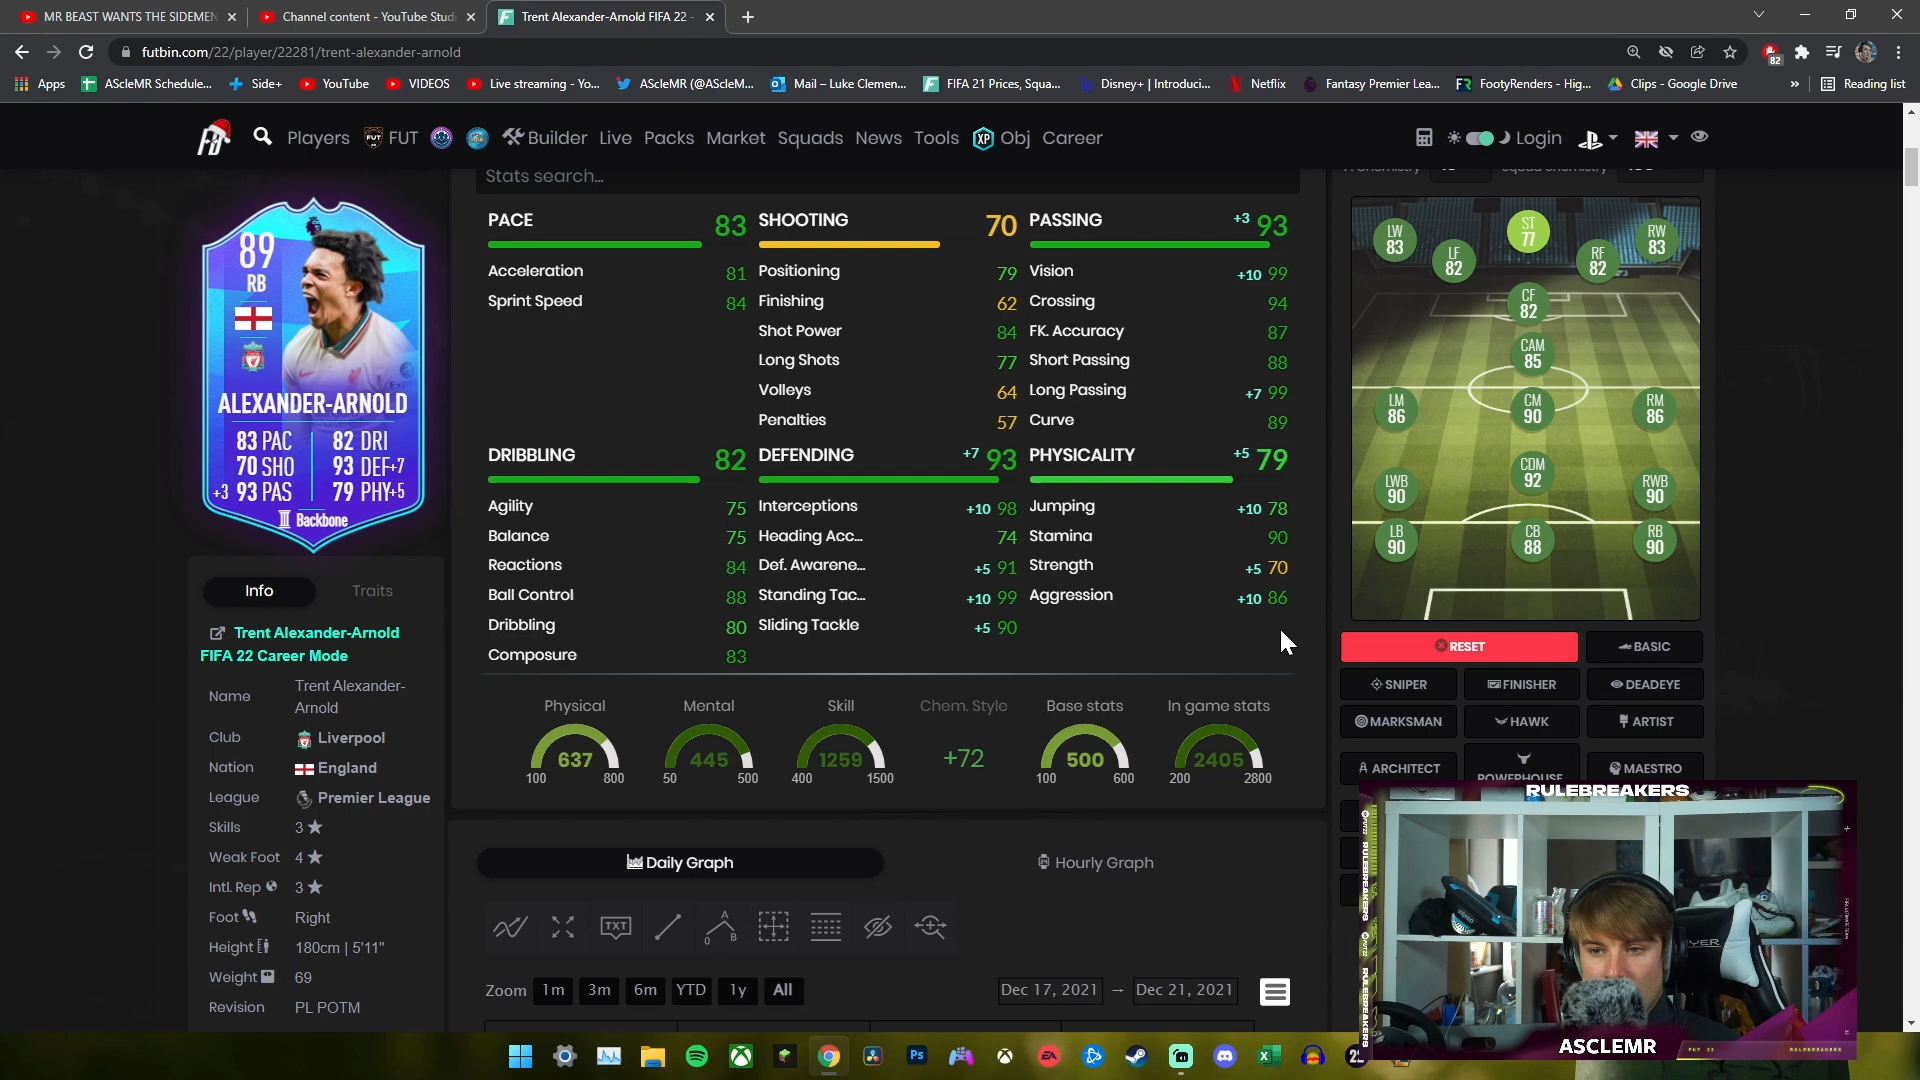 MR BEAST WANTS THE SIDEMEN
Channel content - YouTube Studi
Trent Alexander-Arnold FIFA 22 -
futbin.com/22/player/22281/trent-alexander-arnold
82
Apps
AScleMR Schedule...
Side+
YouTube
VIDEOS
Live streaming - Yo...
AScleMR (@AScleM...
Mail – Luke Clemen...
FIFA 21 Prices, Squa...
Disney+ | Introduci...
Netflix
Fantasy Premier Lea...
FootyRenders - Hig...
Clips - Google Drive
»
Reading list
Players FUT Builder Live Packs Market Squads News Tools XP Obj Career
Login
Stats search...
89
RB
ALEXANDER-ARNOLD
83 PAC 82 DRI
70 SHO 93 DEF+7
+3 93 PAS 79 PHY+5
Backbone
Info Traits
Trent Alexander-Arnold
FIFA 22 Career Mode
Name Trent Alexander-
Arnold
Club Liverpool
Nation England
League Premier League
Skills 3
Weak Foot 4
Intl. Rep 3
Foot Right
Height 180cm | 5'11"
Weight 69
Revision PL POTM
PACE 83
Acceleration 81
Sprint Speed 84
SHOOTING 70
Positioning 79
Finishing 62
Shot Power 84
Long Shots 77
Volleys 64
Penalties 57
PASSING +3 93
Vision +10 99
Crossing 94
FK. Accuracy 87
Short Passing 88
Long Passing +7 99
Curve 89
DRIBBLING 82
Agility 75
Balance 75
Reactions 84
Ball Control 88
Dribbling 80
Composure 83
DEFENDING +7 93
Interceptions +10 98
Heading Acc... 74
Def. Awarene... +5 91
Standing Tac... +10 99
Sliding Tackle +5 90
PHYSICALITY +5 79
Jumping +10 78
Stamina 90
Strength +5 70
Aggression +10 86
Physical
637
100 800
Mental
445
50 500
Skill
1259
400 1500
Chem. Style
+72
Base stats
500
100 600
In game stats
2405
200 2800
Daily Graph Hourly Graph
TXT
Zoom 1m 3m 6m YTD 1y All
Dec 17, 2021 → Dec 21, 2021
LW
83
LF
82
ST
77
RF
82
RW
83
CF
82
CAM
85
LM
86
CM
90
RM
86
LWB
90
CDM
92
RWB
90
LB
90
CB
88
RB
90
RESET BASIC
SNIPER FINISHER DEADEYE
MARKSMAN HAWK ARTIST
ARCHITECT POWERHOUSE MAESTRO
RULEBREAKERS
RULEBREAKERS
RULEBREAKERS
ASCLEMR
FUT 22
RULEBREAKERS